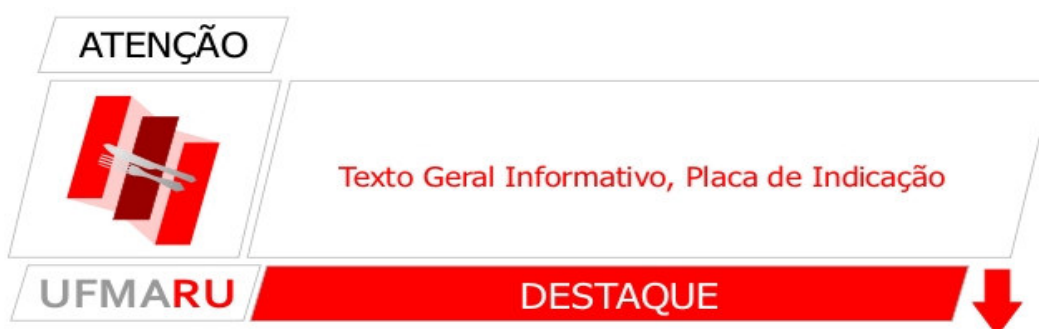 ATENÇÃO
Texto Geral Informativo, Placa de Indicação
UFMARU
DESTAQUE